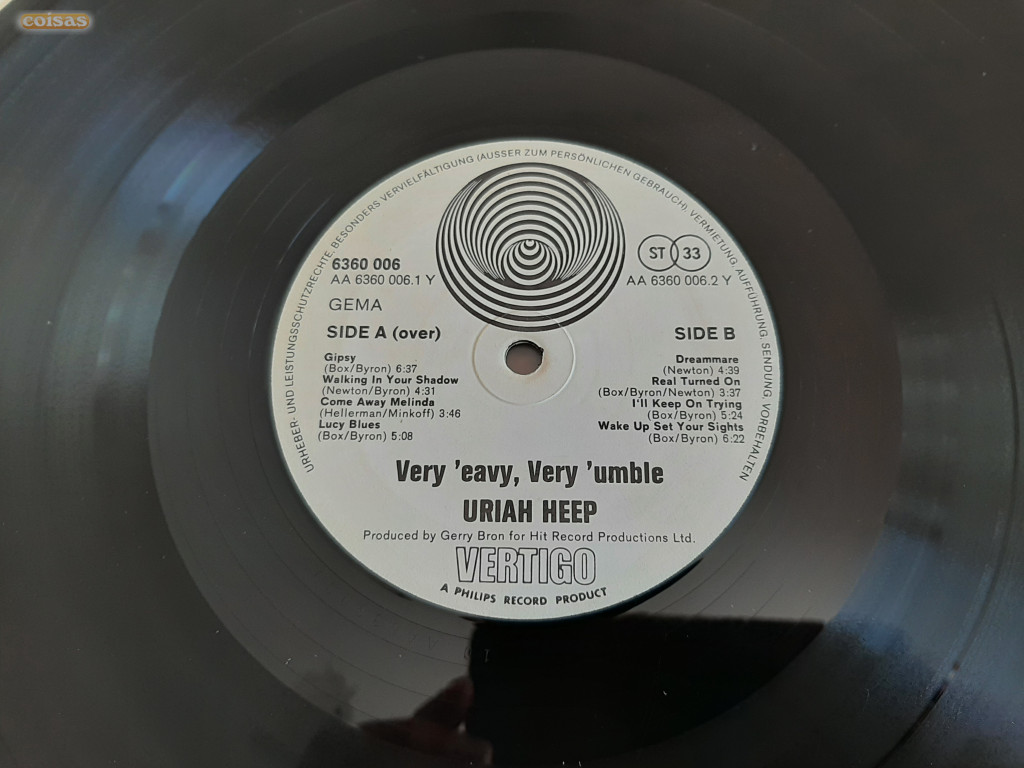 coisas
URHEBER- UND LEISTUNGSSCHUTZRECHTE BESONDERS VERVIELFÄLTIGUNG (AUSSER ZUM PERSÖNLICHEN GEBRAUCH), VERMIETUNG, AUFFÜHRUNG, SENDUNG, VORBEHALTEN
6360 006
AA 6360 006.1 Y
GEMA
SIDE A (over)
Gipsy
(Box/Byron) 6:37
Walking In Your Shadow
(Newton/Byron) 4:31
Come Away Melinda
(Hellerman/Minkoff) 3:46
Lucy Blues
(Box/Byron) 5:08
ST 33
AA 6360 006.2 Y
SIDE B
Dreammare
(Newton) 4:39
Real Turned On
(Box/Byron/Newton) 3:37
I'll Keep On Trying
(Box/Byron) 5:24
Wake Up Set Your Sights
(Box/Byron) 6:22
Very 'eavy, Very 'umble
URIAH HEEP
Produced by Gerry Bron for Hit Record Productions Ltd.
VERTIGO
A PHILIPS RECORD PRODUCT